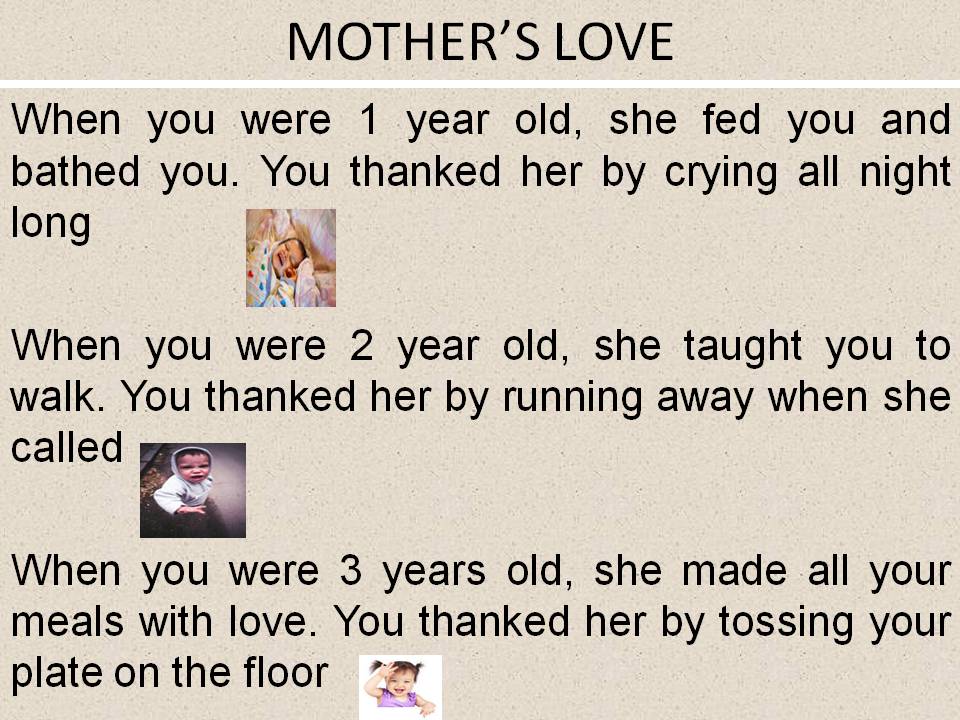 MOTHER’S LOVE
When you were 1 year old, she fed you and
bathed you. You thanked her by crying all night
long
When you were 2 year old, she taught you to
walk. You thanked her by running away when she
called
When you were 3 years old, she made all your
meals with love. You thanked her by tossing your
plate on the floor